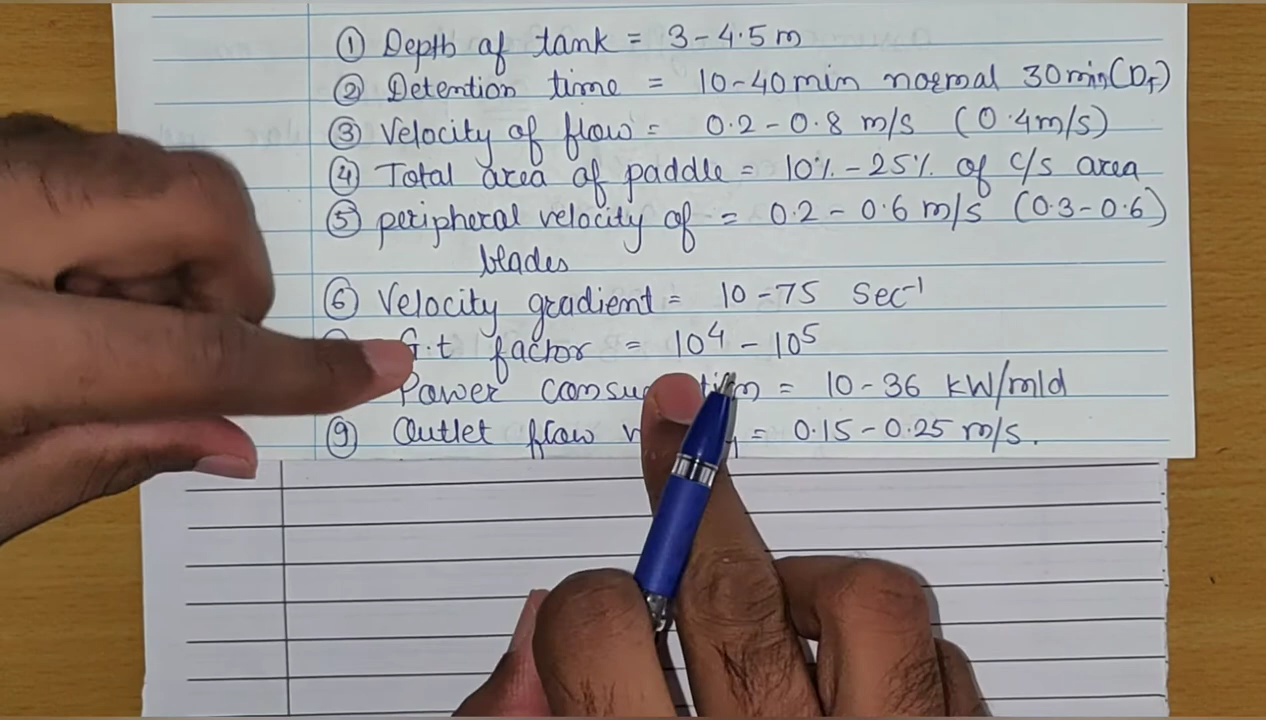 ① Depth of tank = 3 - 4.5 m
② Detention time = 10-40 min normal 30 min (DT)
③ Velocity of flow = 0.2 - 0.8 m/s (0.4 m/s)
④ Total area of paddle = 10% - 25% of c/s area
⑤ peripheral velocity of = 0.2 - 0.6 m/s (0.3 - 0.6)
blades
⑥ Velocity gradient = 10 - 75 Sec⁻¹
G.t factor = 10⁴ - 10⁵
Power = 10 - 36 kW/mld
⑨ Outlet flow = 0.15 - 0.25 m/s.